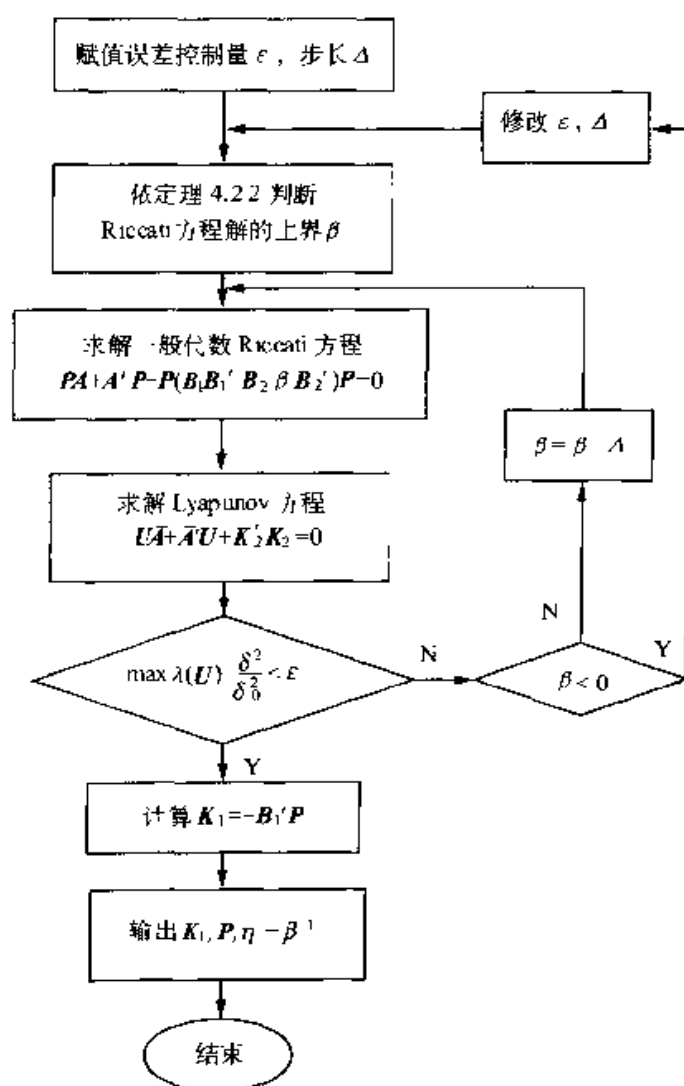 赋值误差控制量 ε，步长 Δ
修改 ε，Δ
依定理 4.2 2 判断
Riccati 方程解的上界 β
求解一般代数 Riccati 方程
PA+A′P-P(B₁B₁′ B₂ β B₂′)P=0
β = β Δ
求解 Lyapunov 方程
UĀ+Ā′U+K₂′K₂=0
N
Y
max λ(U) δ²/δ₀² < ε
N
β < 0
Y
计算 K₁=-B₁′P
输出 K₁, P, η = β⁻¹
结束